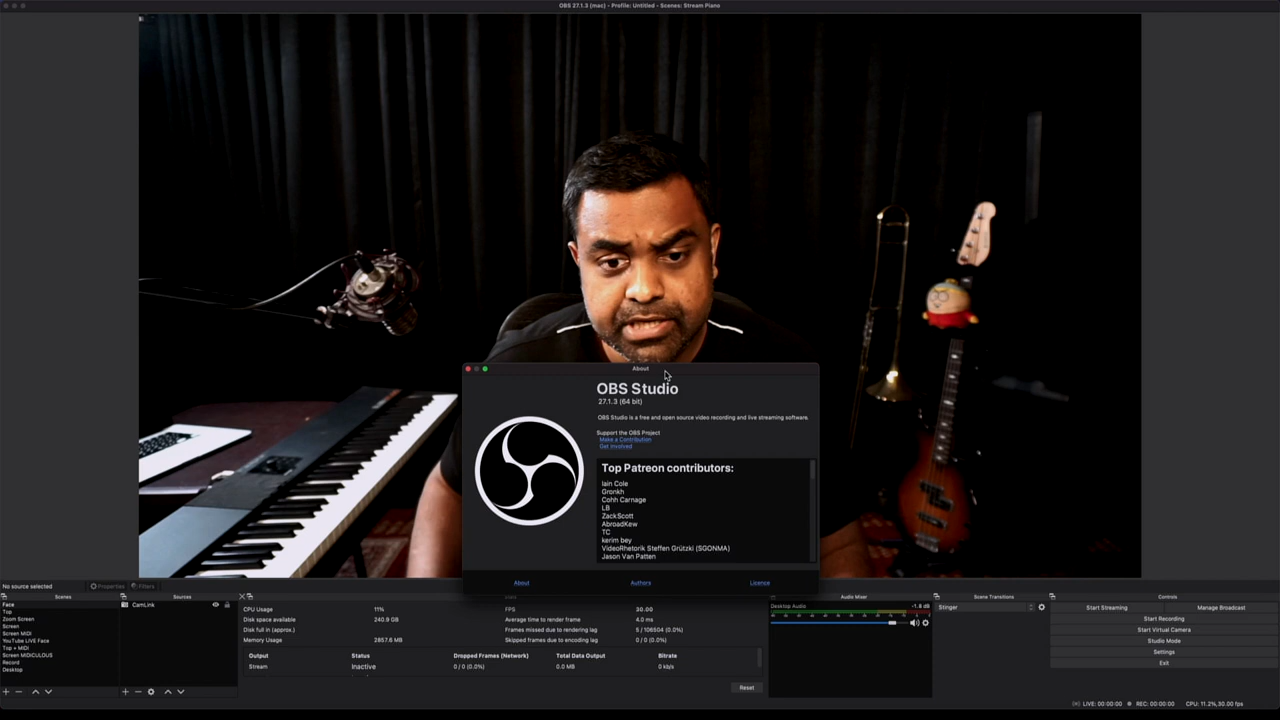 OBS 27.1.3 (mac) - Profile: Untitled - Scenes: Stream Piano
About
OBS Studio
27.1.3 (64 bit)
OBS Studio is a free and open source video recording and live streaming software.
Support the OBS Project
Make a Contribution
Get Involved
Top Patreon contributors:
Iain Cole
Gronkh
Cohh Carnage
LB
ZackScott
AbroadKew
TC
kerim bey
VideoRhetorik Steffen Grützki (SGONMA)
Jason Van Patten
About
Authors
Licence
No source selected
Properties
Filters
Scenes
Face
Top
Zoom Screen
Screen
Screen MIDI
YouTube LIVE Face
Top + MIDI
Screen MIDICULOUS
Record
Desktop
Sources
CamLink
CPU Usage 11%
Disk space available 240.9 GB
Disk full in (approx.)
Memory Usage 2857.6 MB
FPS 30.00
Average time to render frame 4.0 ms
Frames missed due to rendering lag 5 / 106504 (0.0%)
Skipped frames due to encoding lag 0 / 0 (0.0%)
Output Status Dropped Frames (Network) Total Data Output Bitrate
Stream Inactive 0 / 0 (0.0%) 0.0 MB 0 kb/s
Reset
Audio Mixer
Desktop Audio -1.8 dB
Scene Transitions
Stinger
Controls
Start Streaming
Manage Broadcast
Start Recording
Start Virtual Camera
Studio Mode
Settings
Exit
LIVE: 00:00:00
REC: 00:00:00
CPU: 11.2%,30.00 fps